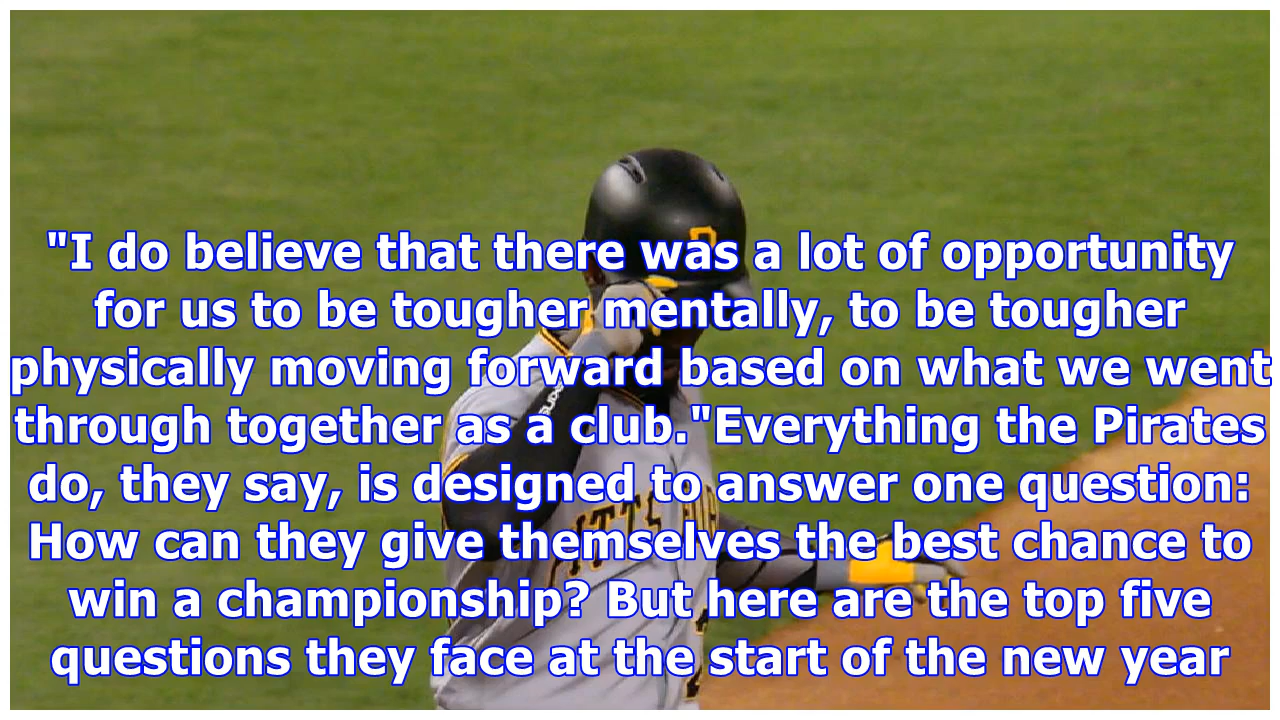 "I do believe that there was a lot of opportunity
for us to be tougher mentally, to be tougher
physically moving forward based on what we went
through together as a club."Everything the Pirates
do, they say, is designed to answer one question:
How can they give themselves the best chance to
win a championship? But here are the top five
questions they face at the start of the new year
P